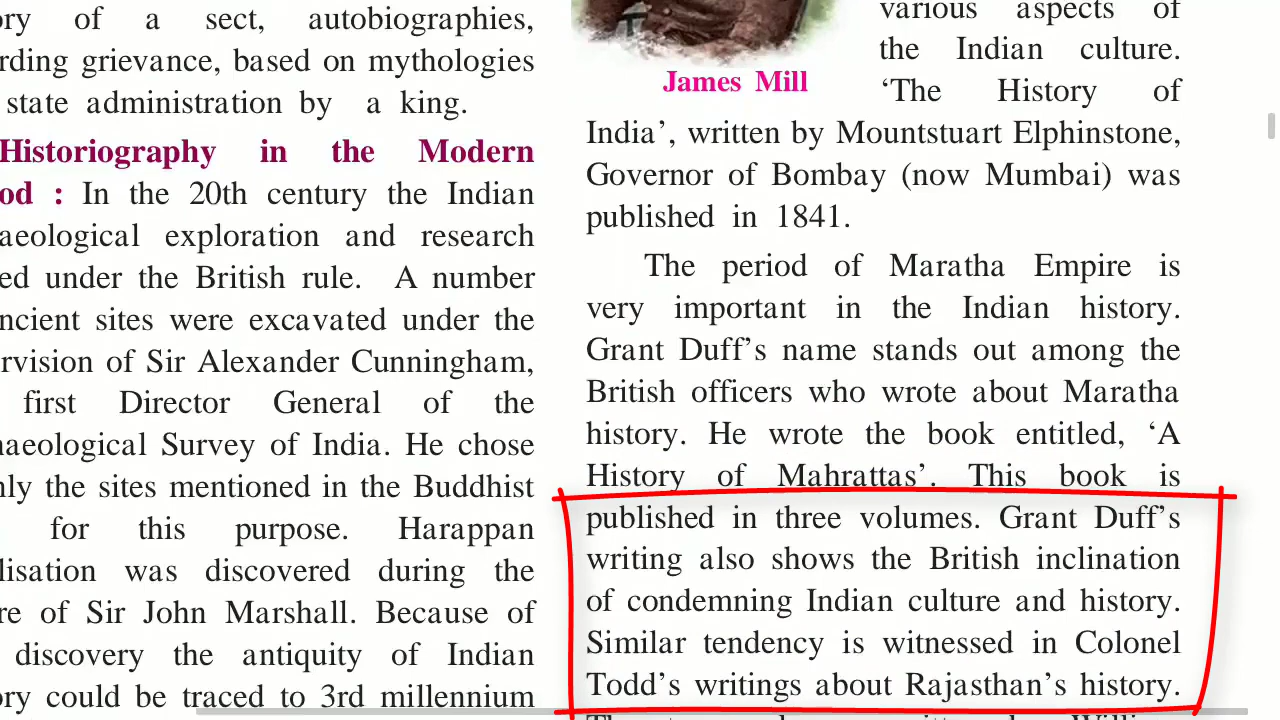 ory of a sect, autobiographies,
rding grievance, based on mythologies
state administration by a king.
Historiography in the Modern
od : In the 20th century the Indian
aeological exploration and research
ed under the British rule. A number
ncient sites were excavated under the
rvision of Sir Alexander Cunningham,
first Director General of the
haeological Survey of India. He chose
nly the sites mentioned in the Buddhist
for this purpose. Harappan
lisation was discovered during the
re of Sir John Marshall. Because of
discovery the antiquity of Indian
ory could be traced to 3rd millennium
James Mill
various aspects of
the Indian culture.
‘The History of
India’, written by Mountstuart Elphinstone,
Governor of Bombay (now Mumbai) was
published in 1841.
The period of Maratha Empire is
very important in the Indian history.
Grant Duff’s name stands out among the
British officers who wrote about Maratha
history. He wrote the book entitled, ‘A
History of Mahrattas’. This book is
published in three volumes. Grant Duff’s
writing also shows the British inclination
of condemning Indian culture and history.
Similar tendency is witnessed in Colonel
Todd’s writings about Rajasthan’s history.